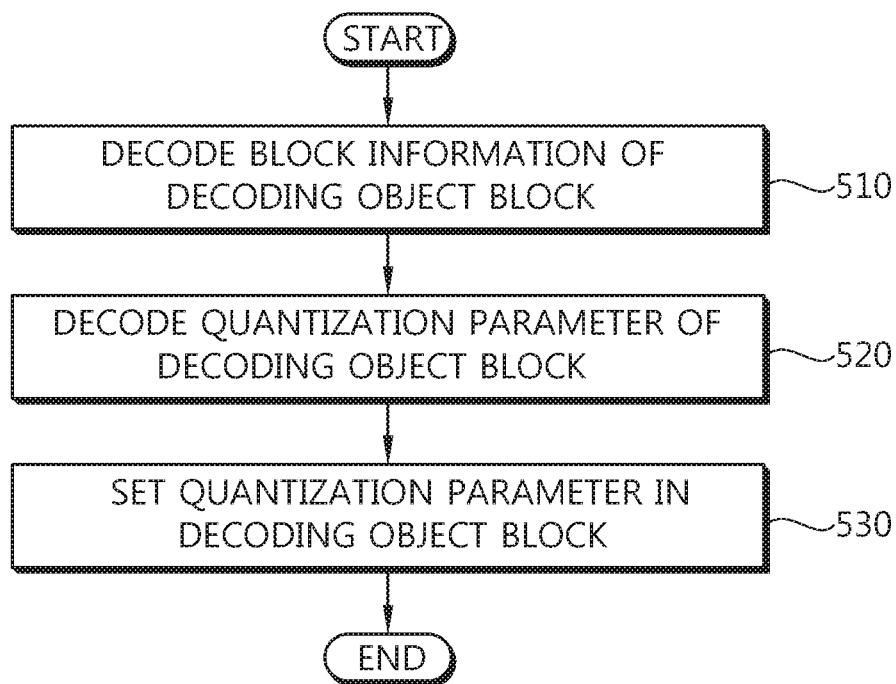 START
DECODE BLOCK INFORMATION OF
DECODING OBJECT BLOCK
510
DECODE QUANTIZATION PARAMETER OF
DECODING OBJECT BLOCK
520
SET QUANTIZATION PARAMETER IN
DECODING OBJECT BLOCK
530
END